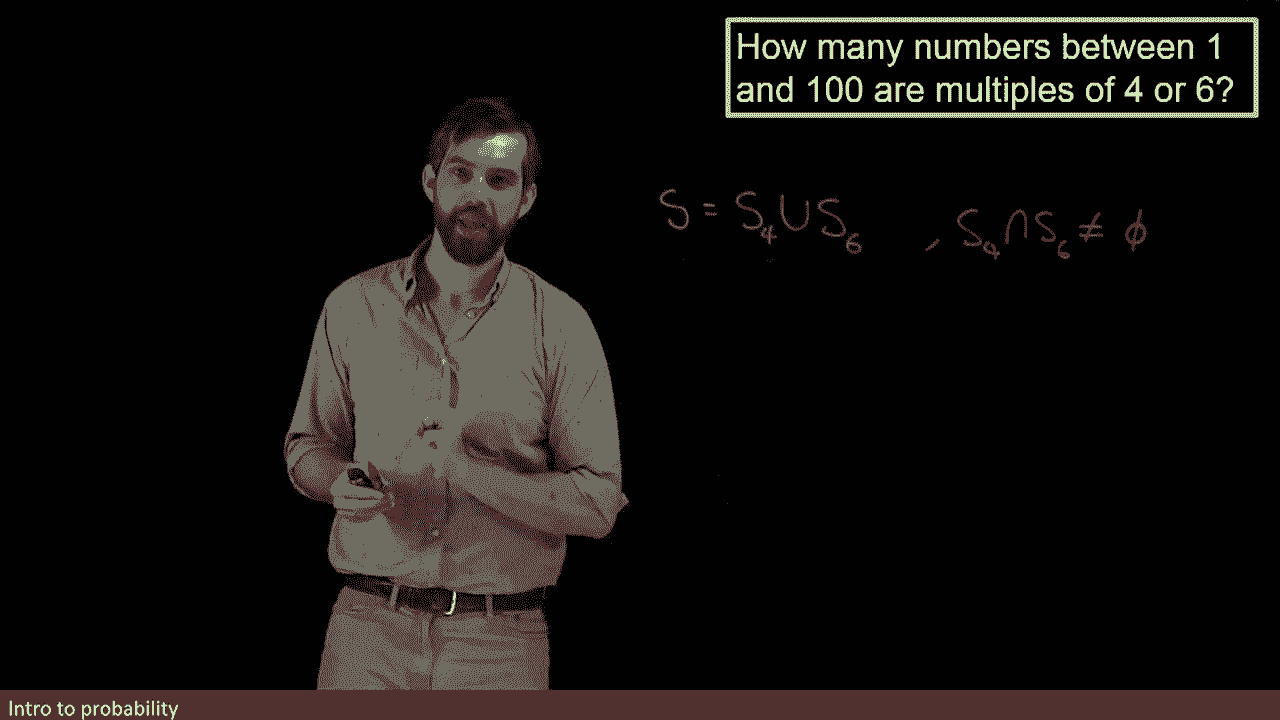 How many numbers between 1
and 100 are multiples of 4 or 6?
S = S₄ ∪ S₆ , S₄ ∩ S₆ ≠ ϕ
Intro to probability